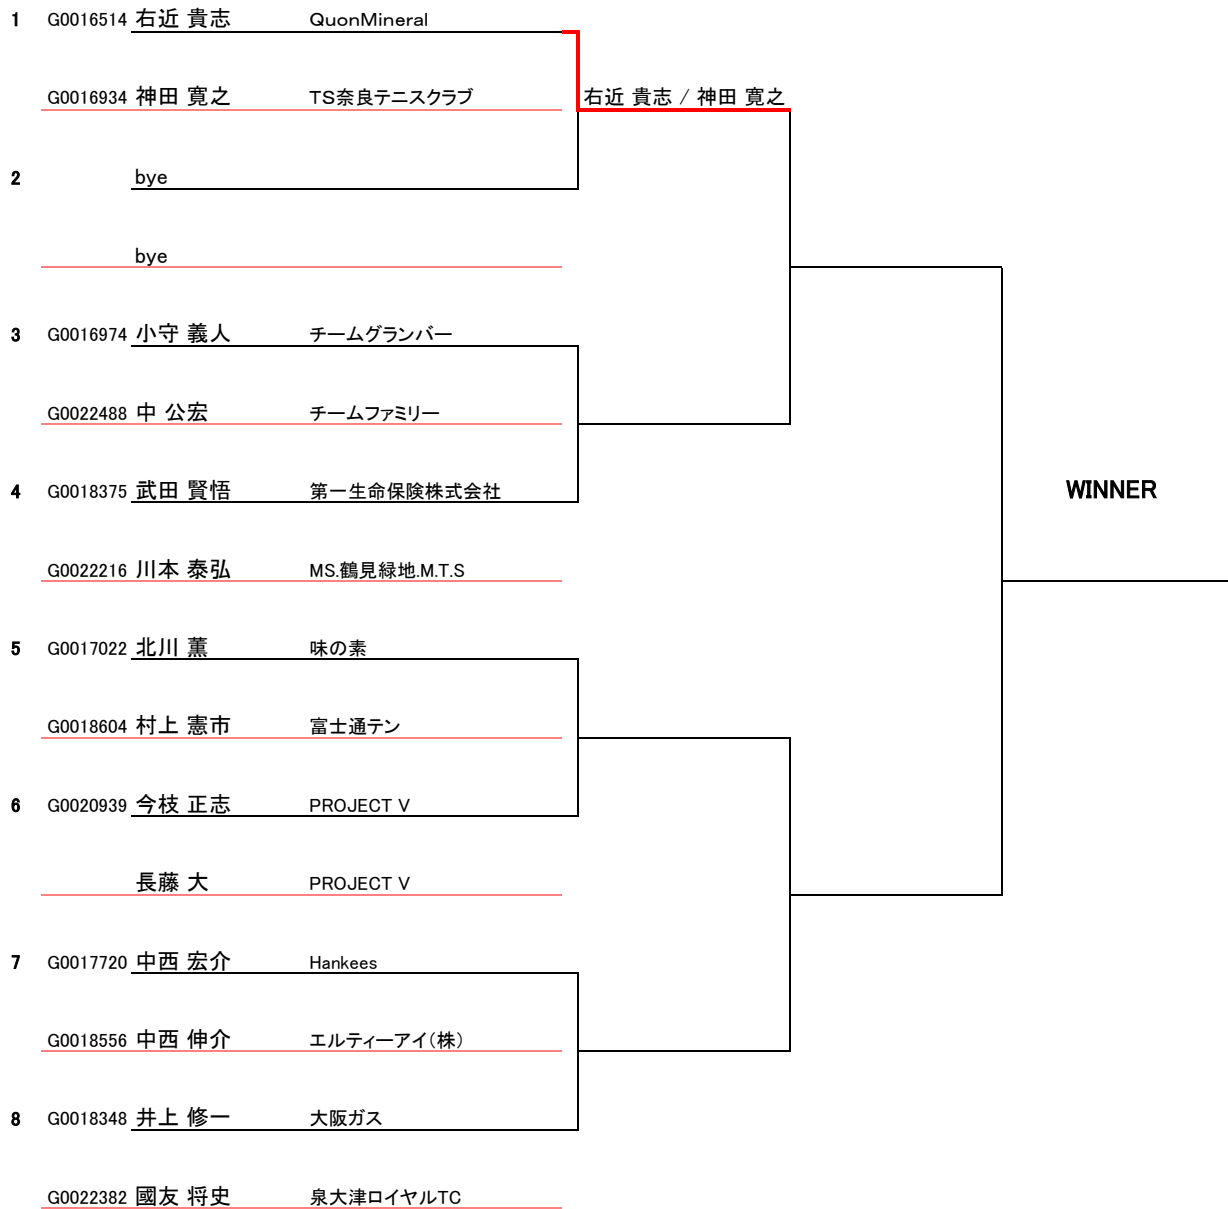 1 G0016514 右近 貴志 QuonMineral
G0016934 神田 寛之 TS奈良テニスクラブ 右近 貴志 / 神田 寛之
2 bye
bye
3 G0016974 小守 義人 チームグランバー
G0022488 中 公宏 チームファミリー
4 G0018375 武田 賢悟 第一生命保険株式会社 WINNER
G0022216 川本 泰弘 MS.鶴見緑地.M.T.S
5 G0017022 北川 薫 味の素
G0018604 村上 憲市 富士通テン
6 G0020939 今枝 正志 PROJECT V
長藤 大 PROJECT V
7 G0017720 中西 宏介 Hankees
G0018556 中西 伸介 エルティーアイ(株)
8 G0018348 井上 修一 大阪ガス
G0022382 國友 将史 泉大津ロイヤルTC